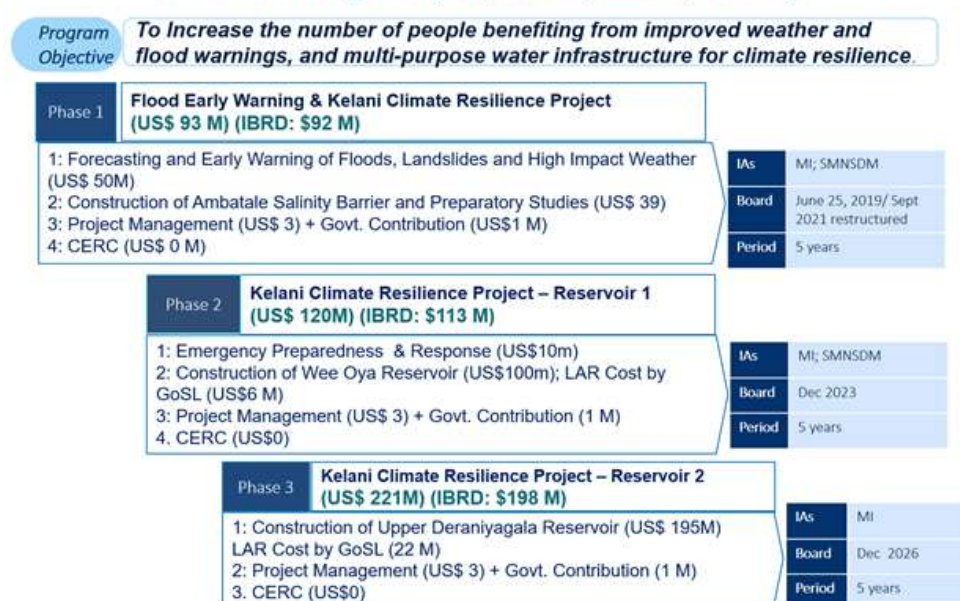 Program
Objective
To Increase the number of people benefiting from improved weather and
flood warnings, and multi-purpose water infrastructure for climate resilience.
Phase 1
Flood Early Warning & Kelani Climate Resilience Project
(US$ 93 M) (IBRD: $92 M)
1: Forecasting and Early Warning of Floods, Landslides and High Impact Weather
(US$ 50M)
2: Construction of Ambatale Salinity Barrier and Preparatory Studies (US$ 39)
3: Project Management (US$ 3) + Govt. Contribution (US$1 M)
4: CERC (US$ 0 M)
IAs MI; SMNSDM
Board June 25, 2019/ Sept
2021 restructured
Period 5 years
Phase 2
Kelani Climate Resilience Project – Reservoir 1
(US$ 120M) (IBRD: $113 M)
1: Emergency Preparedness & Response (US$10m)
2: Construction of Wee Oya Reservoir (US$100m); LAR Cost by
GoSL (US$6 M)
3: Project Management (US$ 3) + Govt. Contribution (1 M)
4. CERC (US$0)
IAs MI; SMNSDM
Board Dec 2023
Period 5 years
Phase 3
Kelani Climate Resilience Project – Reservoir 2
(US$ 221M) (IBRD: $198 M)
1: Construction of Upper Deraniyagala Reservoir (US$ 195M)
LAR Cost by GoSL (22 M)
2: Project Management (US$ 3) + Govt. Contribution (1 M)
3. CERC (US$0)
IAs MI
Board Dec 2026
Period 5 years